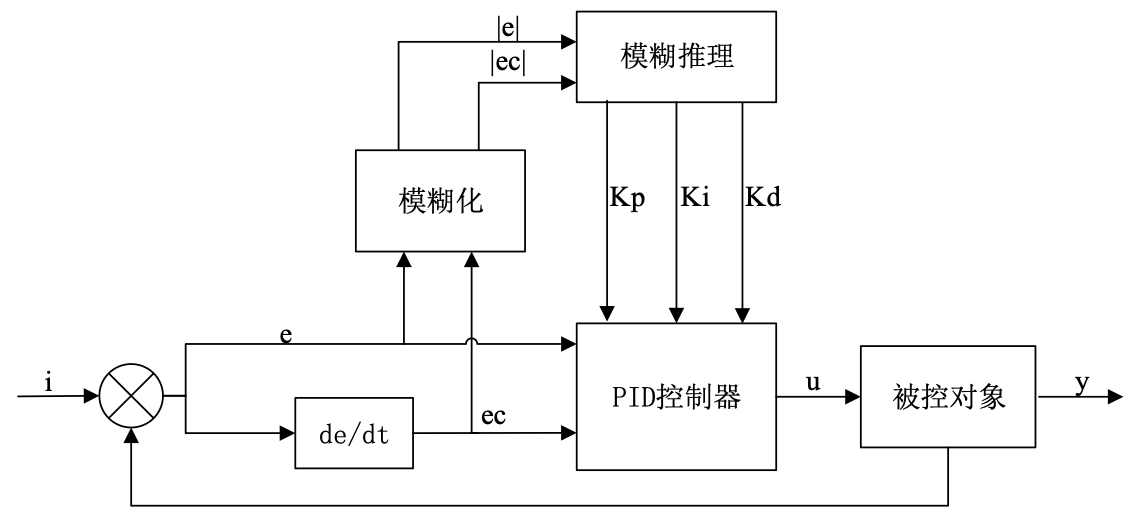 |e|
模糊推理
|ec|
模糊化
Kp
Ki
Kd
e
i
PID控制器
u
被控对象
y
ec
de/dt